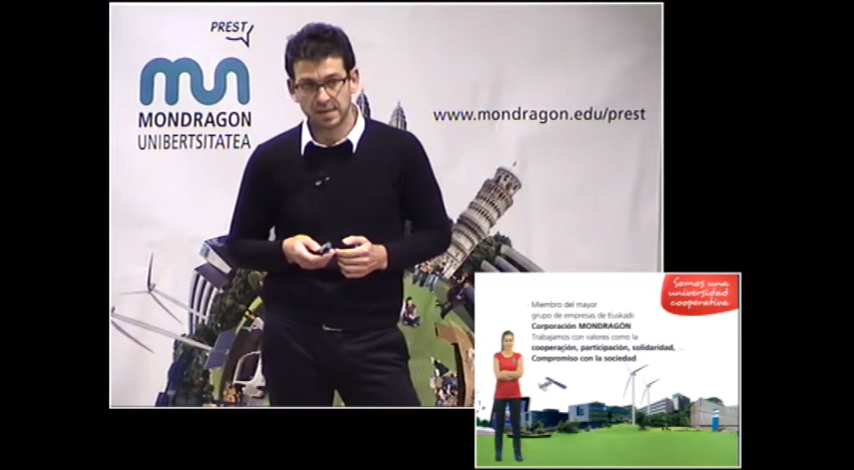 PREST
MONDRAGON
UNIBERTSITATEA
www.mondragon.edu/prest
Somos una
universidad
cooperativa
Miembro del mayor
grupo de empresas de Euskadi:
Corporación MONDRAGÓN
Trabajamos con valores como la
cooperación, participación, solidaridad, ...
Compromiso con la sociedad